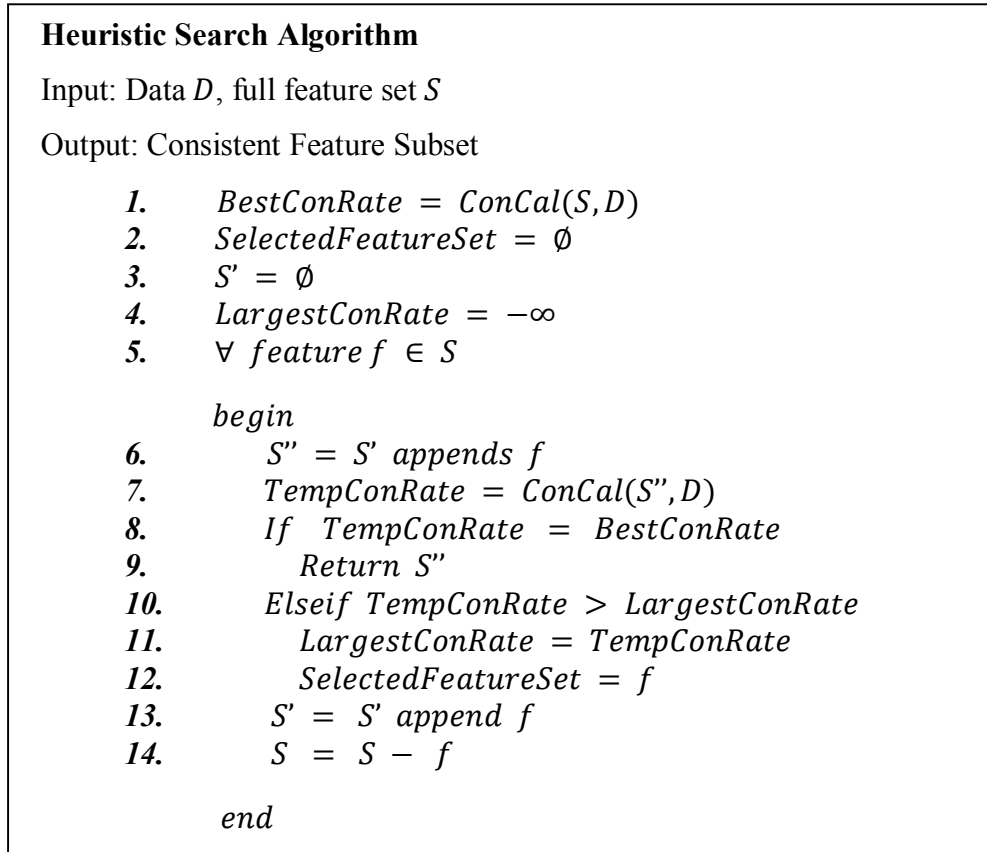 Heuristic Search Algorithm
Input: Data D, full feature set S
Output: Consistent Feature Subset
1. BestConRate = ConCal(S, D)
2. SelectedFeatureSet = ∅
3. S’ = ∅
4. LargestConRate = −∞
5. ∀ feature f ∈ S
begin
6. S” = S’ appends f
7. TempConRate = ConCal(S”, D)
8. If TempConRate = BestConRate
9. Return S”
10. Elseif TempConRate > LargestConRate
11. LargestConRate = TempConRate
12. SelectedFeatureSet = f
13. S’ = S’ append f
14. S = S − f
end